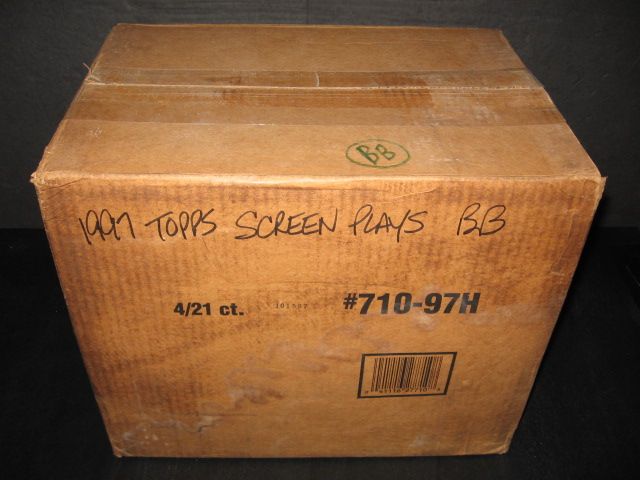 BB
1997 TOPPS SCREEN PLAYS BB
4/21 ct. #710-97H